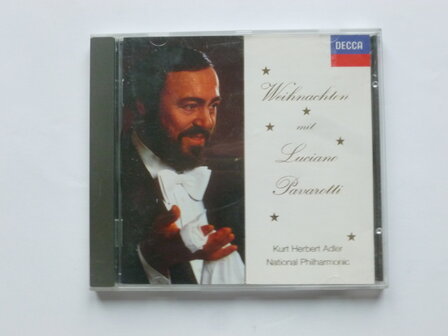 DECCA
Weihnachten
mit
Luciano
Pavarotti
Kurt Herbert Adler
National Philharmonic